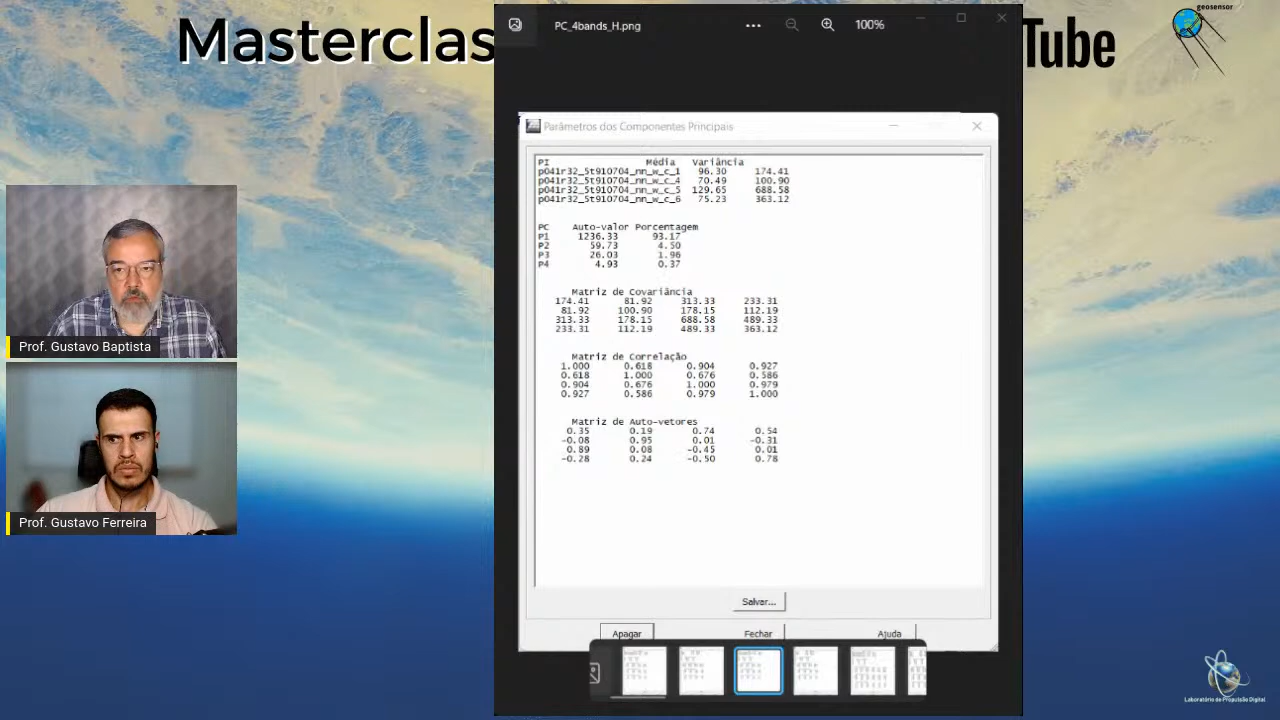 Masterclas
Tube
geosensor
PC_4bands_H.png
100%
Parâmetros dos Componentes Principais
PI Média Variância
p041r32_5t910704_nn_w_c_1 96.30 174.41
p041r32_5t910704_nn_w_c_4 70.49 100.90
p041r32_5t910704_nn_w_c_5 129.65 688.58
p041r32_5t910704_nn_w_c_6 75.23 363.12
PC Auto-valor Porcentagem
P1 1236.33 93.17
P2 59.73 4.50
P3 26.03 1.96
P4 4.93 0.37
Matriz de Covariância
174.41 81.92 313.33 233.31
81.92 100.90 178.15 112.19
313.33 178.15 688.58 489.33
233.31 112.19 489.33 363.12
Matriz de Correlação
1.000 0.618 0.904 0.927
0.618 1.000 0.676 0.586
0.904 0.676 1.000 0.979
0.927 0.586 0.979 1.000
Matriz de Auto-vetores
0.35 0.19 0.74 0.54
-0.08 0.95 0.01 -0.31
0.89 0.08 -0.45 0.01
-0.28 0.24 -0.50 0.78
Salvar...
Apagar Fechar Ajuda
Prof. Gustavo Baptista
Prof. Gustavo Ferreira
Laboratório de Propulsão Digital